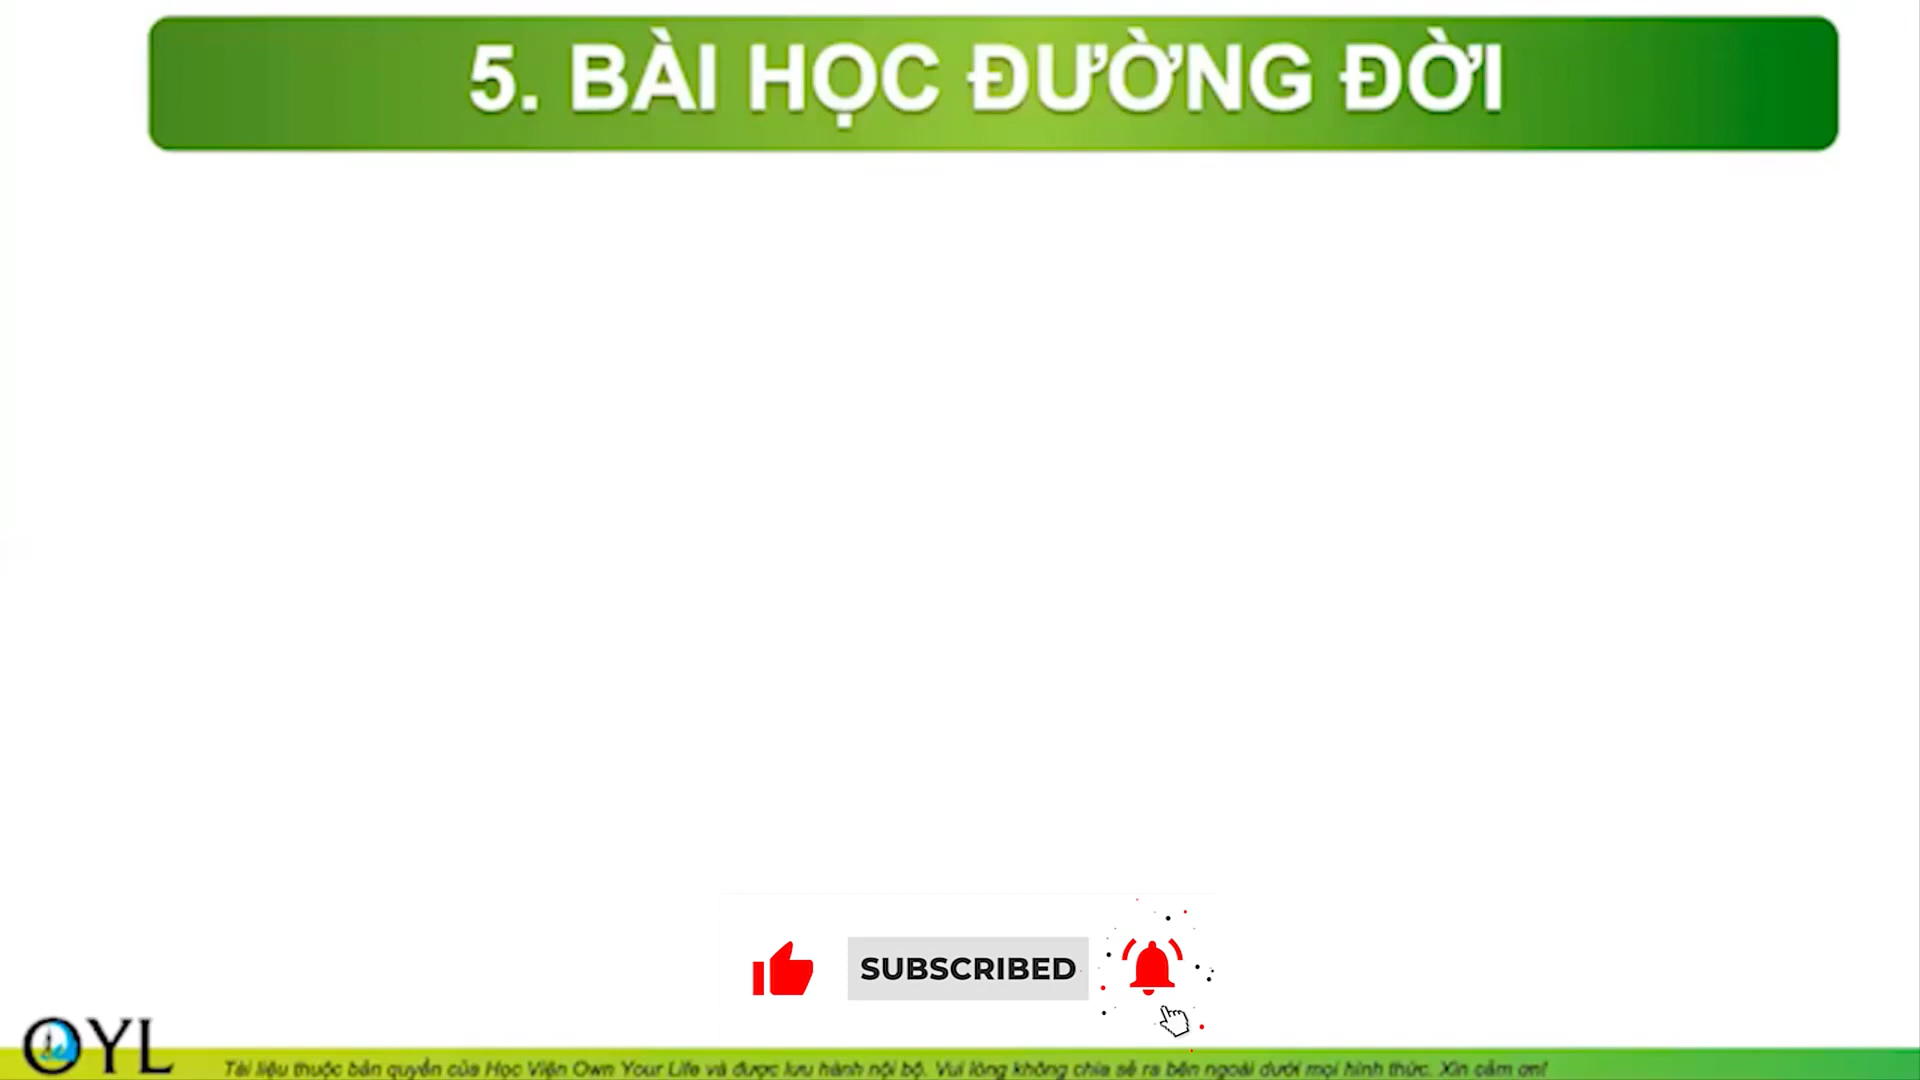 5. BÀI HỌC ĐƯỜNG ĐỜI
SUBSCRIBED
OYL
Tài liệu thuộc bản quyền của Học Viện Own Your Life và được lưu hành nội bộ. Vui lòng không chia sẻ ra bên ngoài dưới mọi hình thức. Xin cảm ơn!